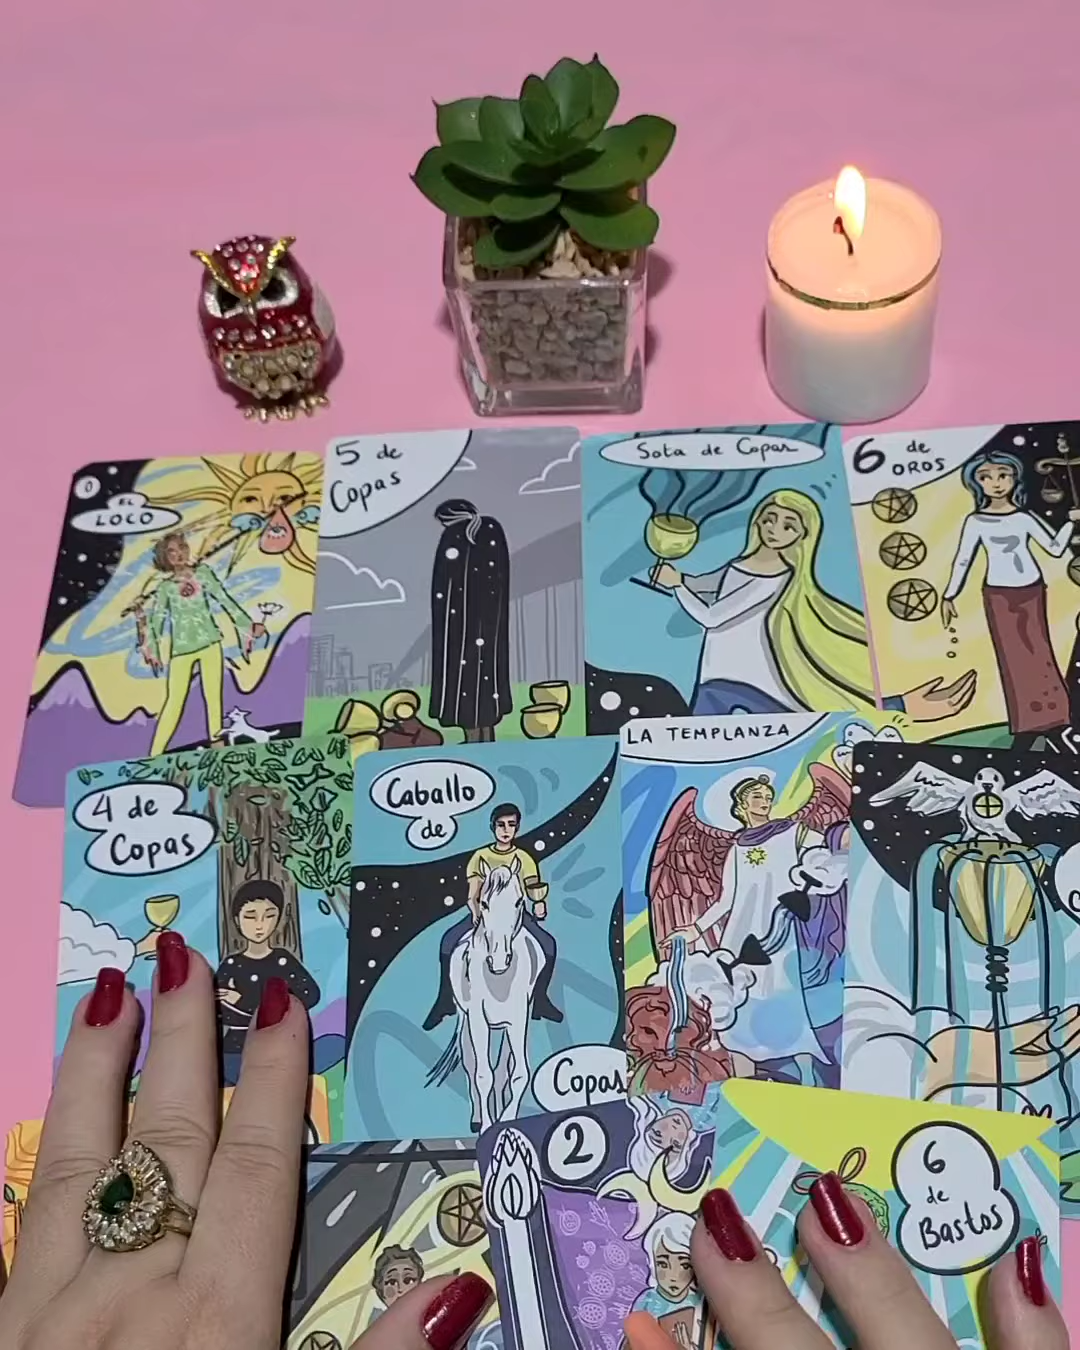 0
EL
LOCO
5 de
Copas
Sota de Copas
6 de
OROS
4 de
Copas
Caballo
de
Copas
LA TEMPLANZA
2
6
de
Bastos